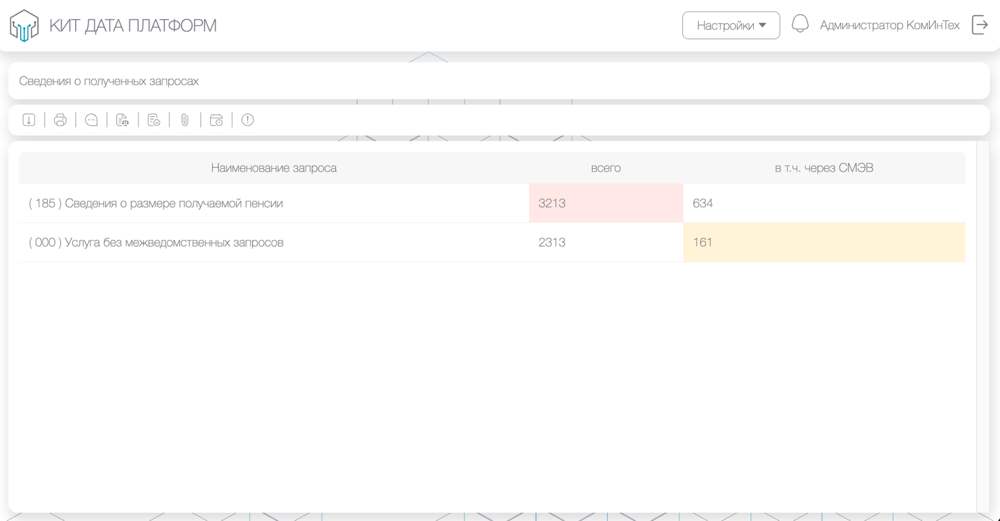 КИТ ДАТА ПЛАТФОРМ
Настройки
Администратор КомИнТех
Сведения о полученных запросах
Наименование запроса всего в т.ч. через СМЭВ
( 185 ) Сведения о размере получаемой пенсии 3213 634
( 000 ) Услуга без межведомственных запросов 2313 161